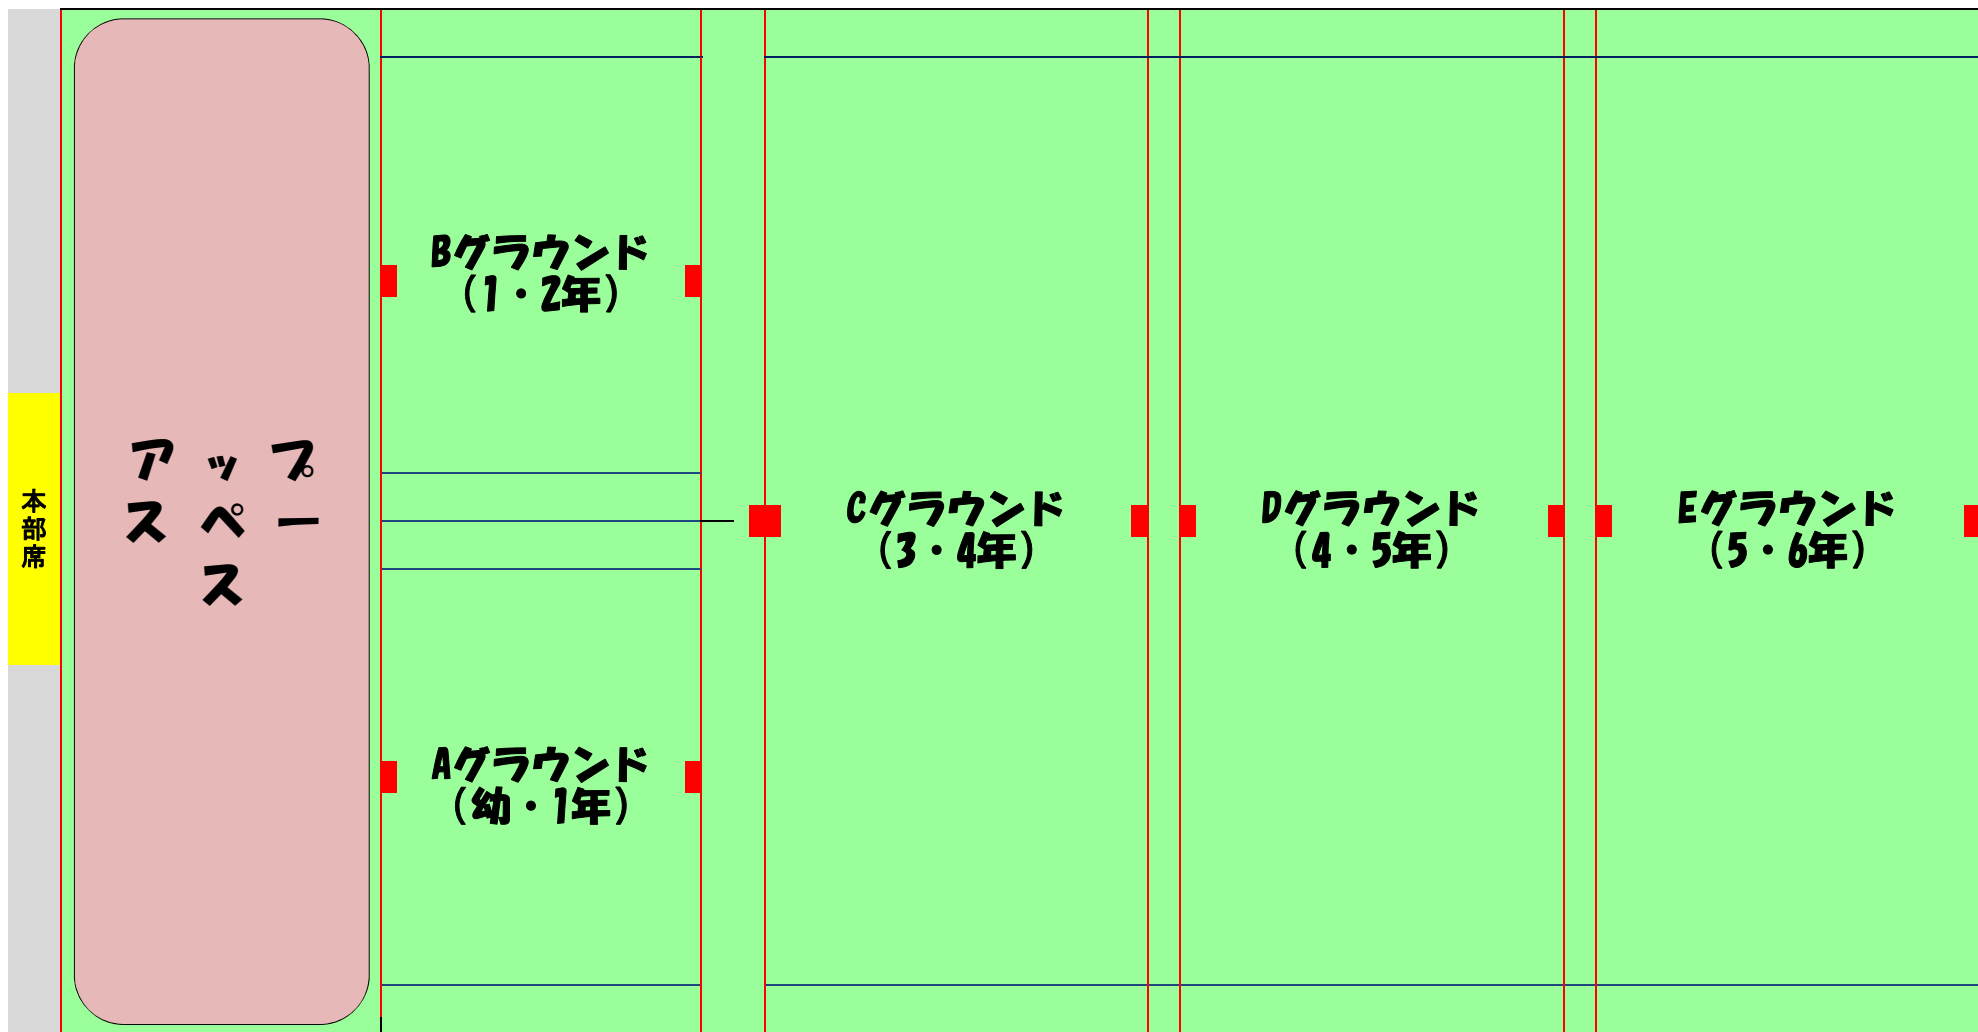 本部席
アップ
スペー
ス
Bグラウンド
（1・2年）
Aグラウンド
（幼・1年）
Cグラウンド
（3・4年）
Dグラウンド
（4・5年）
Eグラウンド
（5・6年）